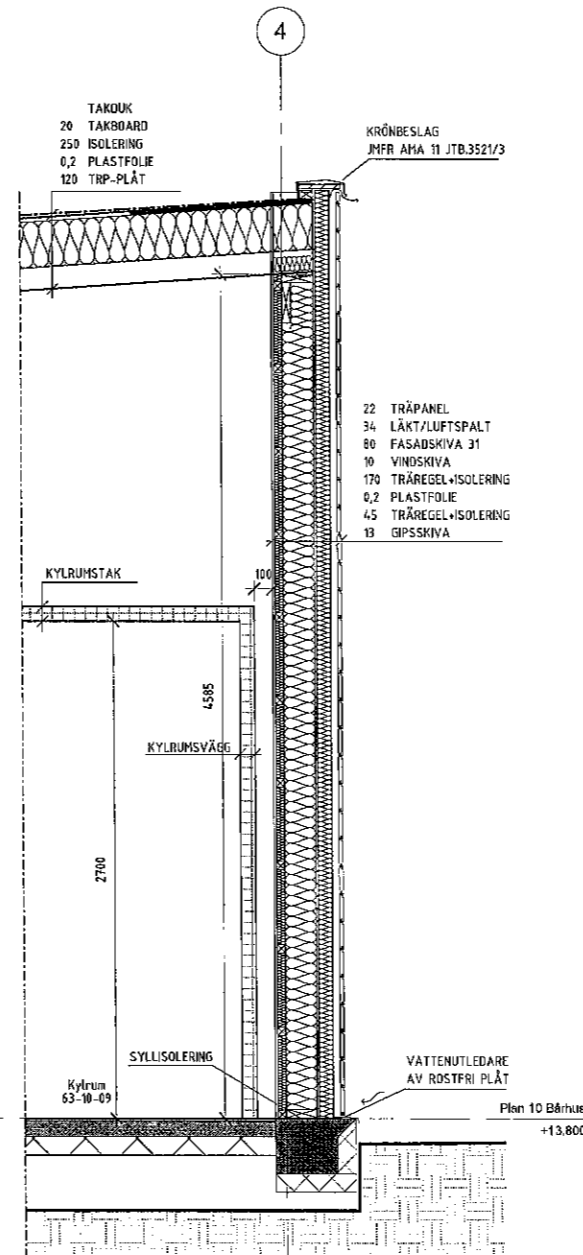 4
TAKDUK
20 TAKBOARD
250 ISOLERING
0,2 PLASTFOLIE
120 TRP-PLÅT
KRÖNBESLAG
JMFR AMA 11 JTB.3521/3
22 TRÄPANEL
34 LÄKT/LUFTSPALT
80 FASADSKIVA 31
10 VINDSKIVA
170 TRÄREGEL+ISOLERING
0,2 PLASTFOLIE
45 TRÄREGEL+ISOLERING
13 GIPSSKIVA
KYLRUMSTAK
100
4585
KYLRUMSVÄGG
2700
SYLLISOLERING
VATTENUTLEDARE
AV ROSTFRI PLÅT
Kylrum
63-10-09
Plan 10 Bårhus
+13,800